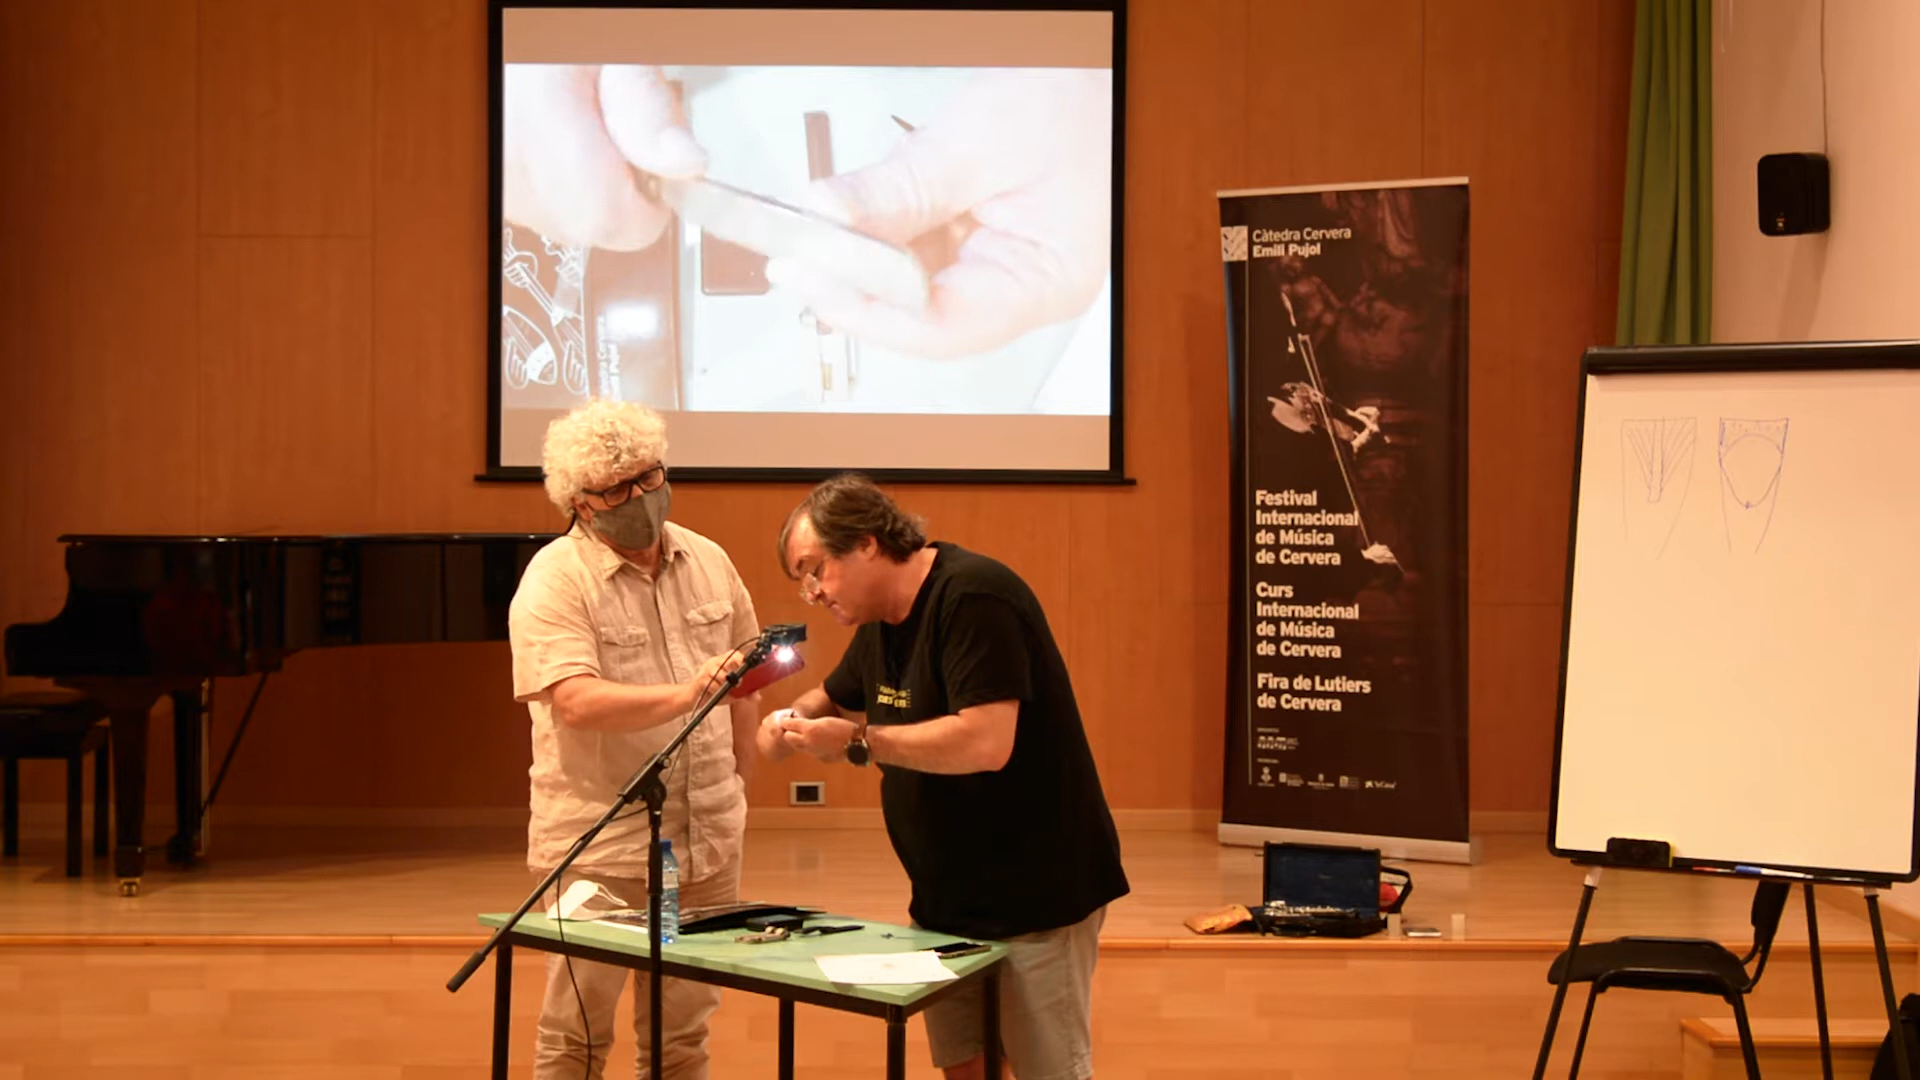 Càtedra Cervera
Emili Pujol
Festival
Internacional
de Música
de Cervera
Curs
Internacional
de Música
de Cervera
Fira de Lutiers
de Cervera